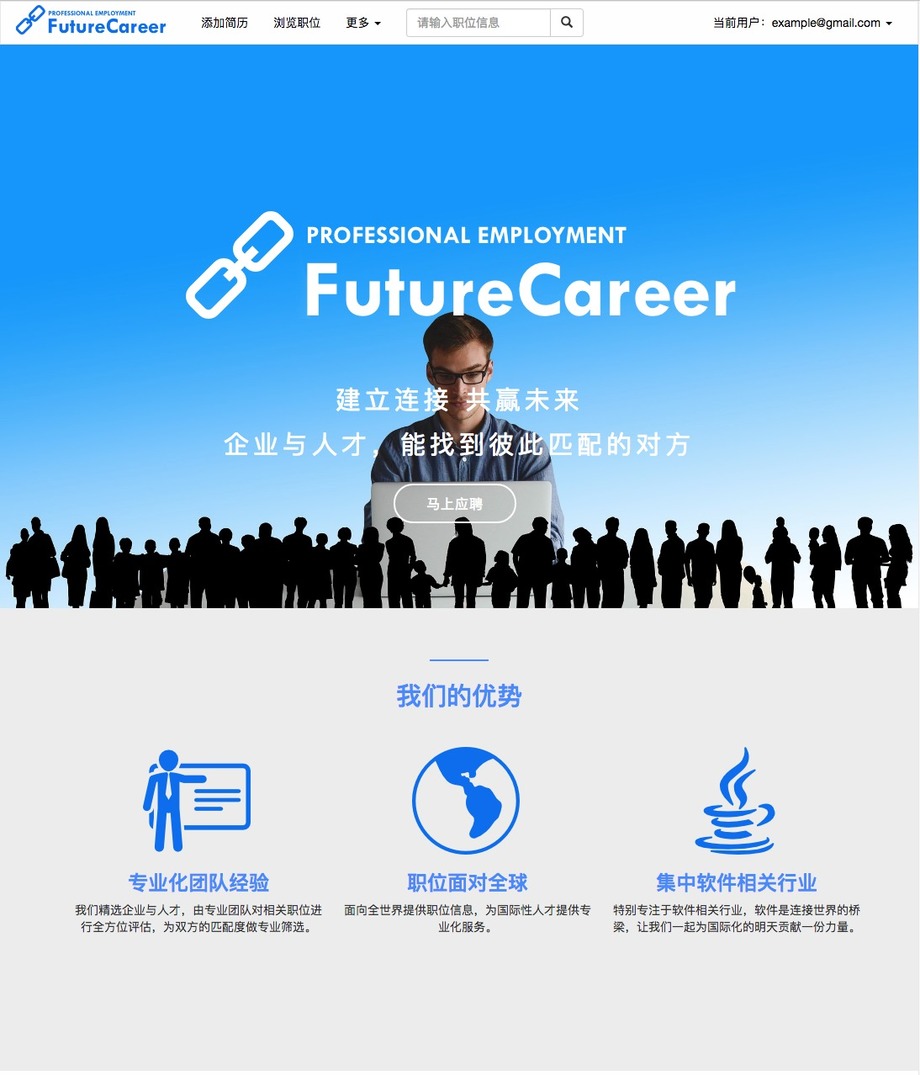 PROFESSIONAL EMPLOYMENT
FutureCareer
添加简历
浏览职位
更多
请输入职位信息
当前用户：example@gmail.com
PROFESSIONAL EMPLOYMENT
FutureCareer
建立连接 共赢未来
企业与人才，能找到彼此匹配的对方
马上应聘
我们的优势
专业化团队经验
我们精选企业与人才，由专业团队对相关职位进
行全方位评估，为双方的匹配度做专业筛选。
职位面对全球
面向全世界提供职位信息，为国际性人才提供专
业化服务。
集中软件相关行业
特别专注于软件相关行业，软件是连接世界的桥
梁，让我们一起为国际化的明天贡献一份力量。